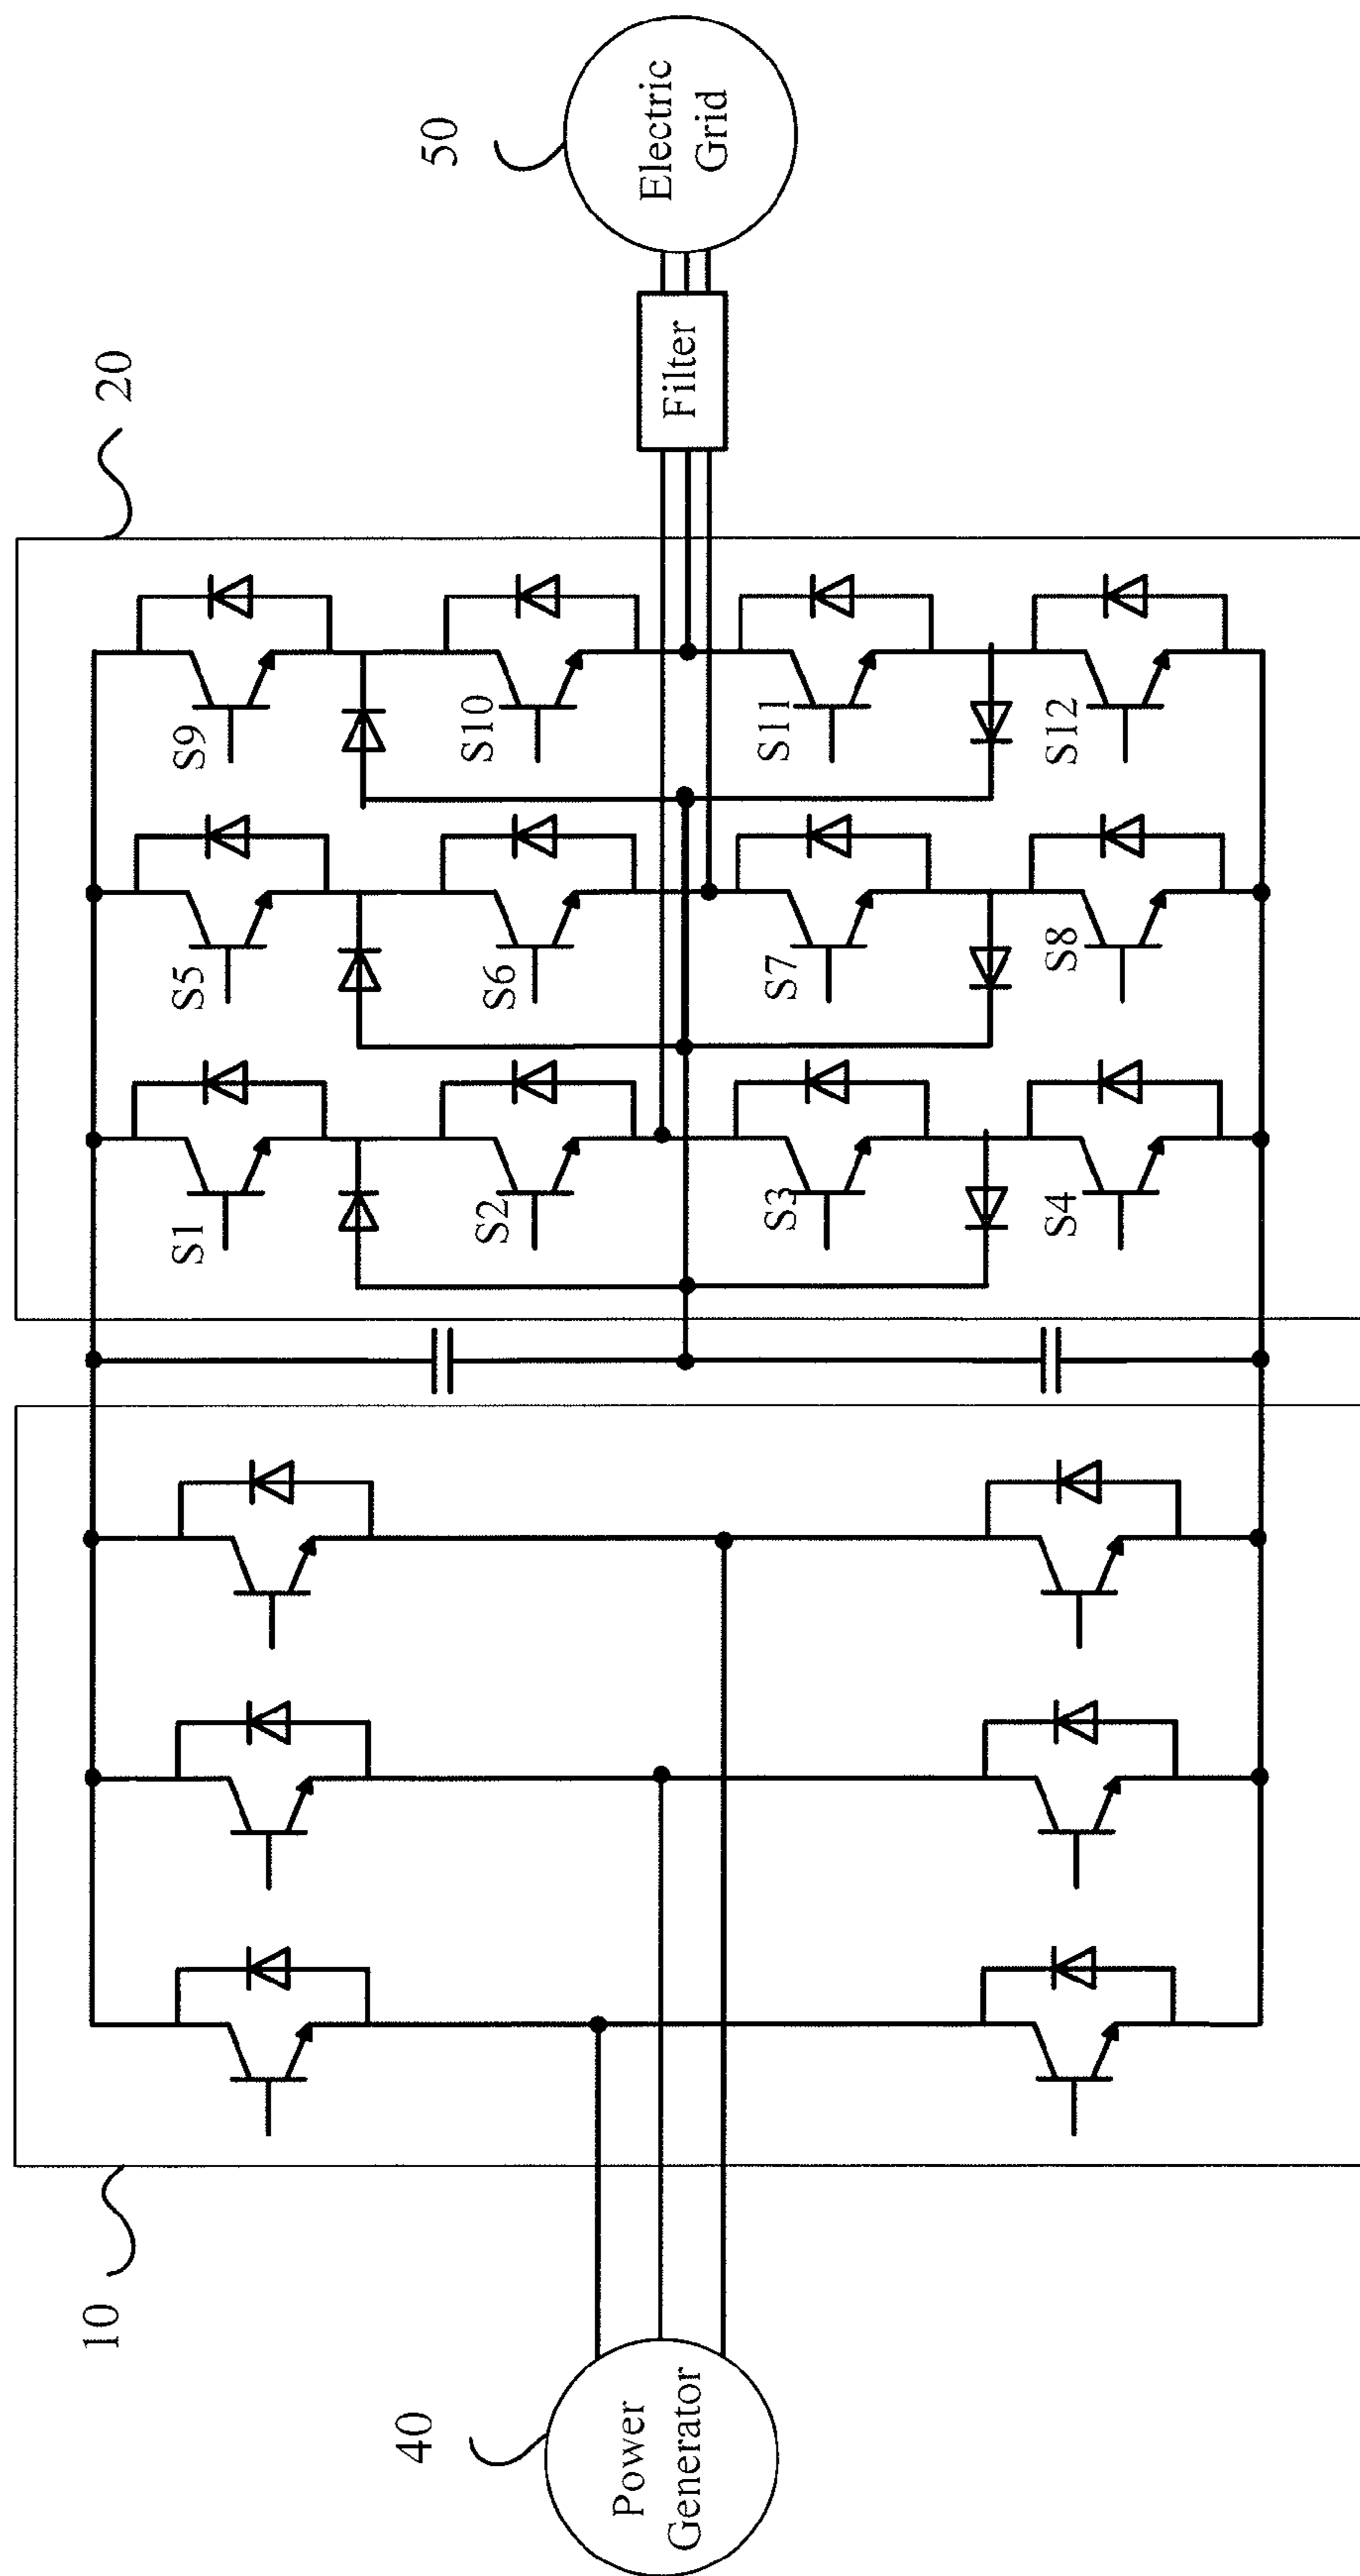 10
20
40
Power
Generator
50
Electric
Grid
Filter
S1
S5
S9
S2
S6
S10
S3
S7
S11
S4
S8
S12